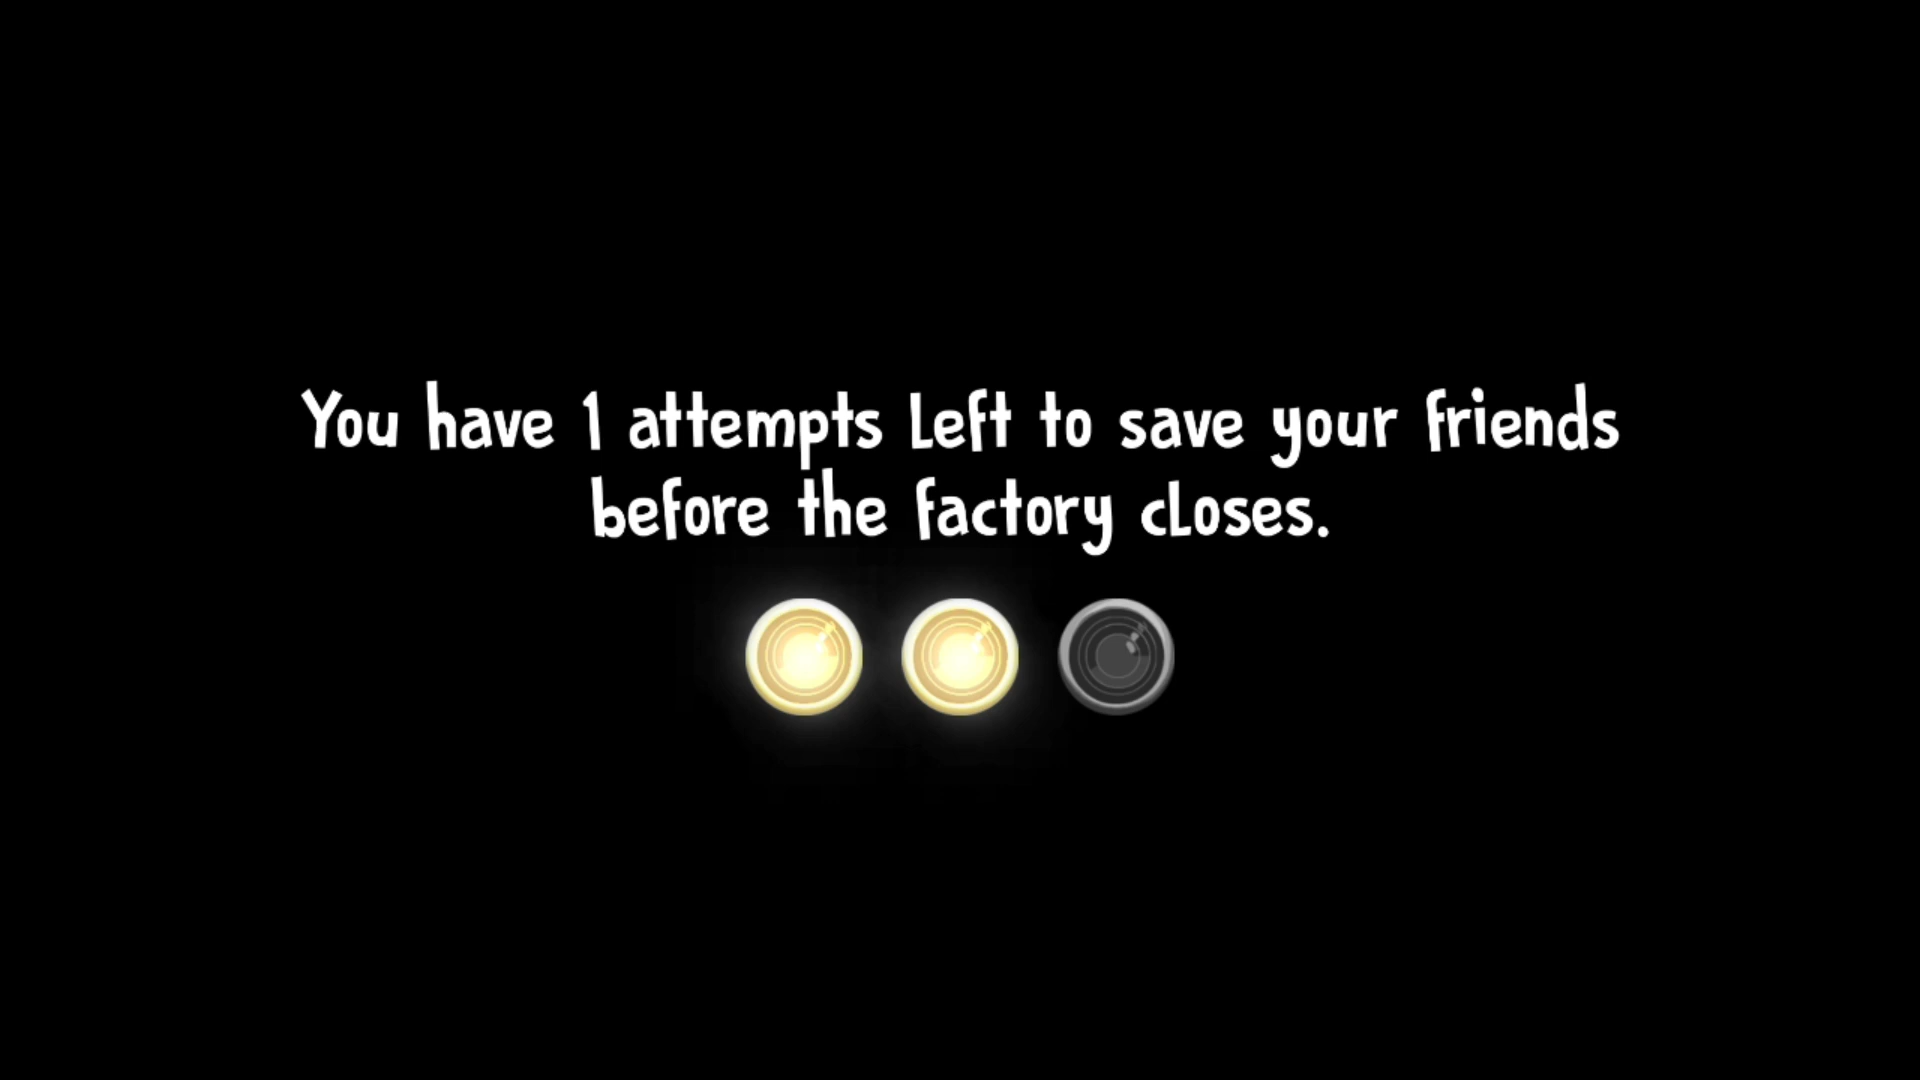 You have 1 attempts left to save your friends
before the factory closes.